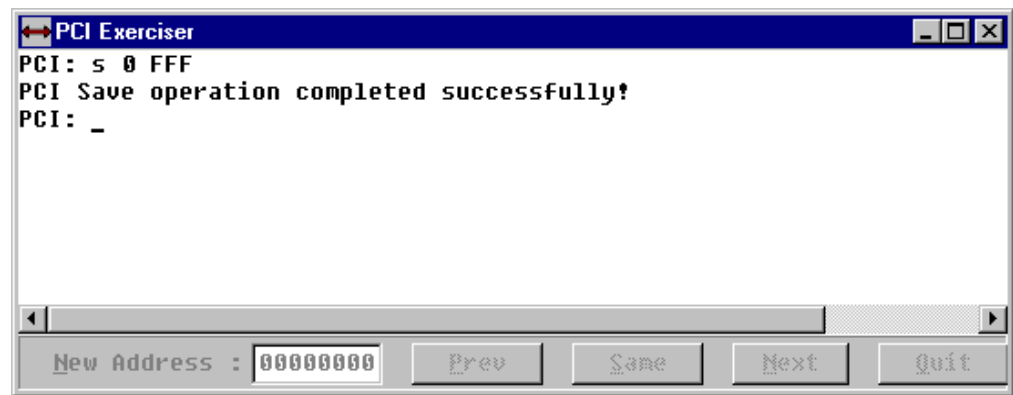 PCI Exerciser
PCI: s 0 FFF
PCI Save operation completed successfully!
PCI: _
New Address : 00000000 Prev Same Next Quit